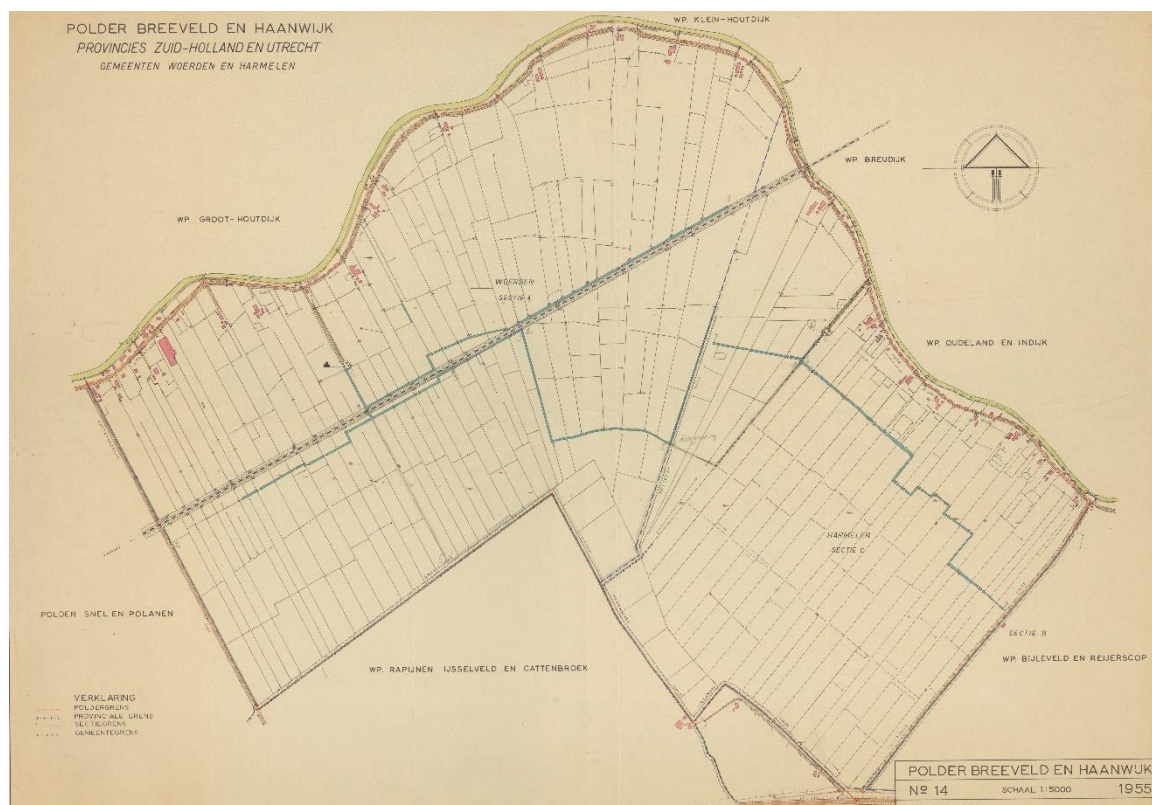 POLDER BREEVELD EN HAANWIJK
PROVINCIES ZUID-HOLLAND EN UTRECHT
GEMEENTEN WOERDEN EN HARMELEN
WP. KLEIN-HOUTDIJK
WP. BREUDIJK
WP. GROOT-HOUTDIJK
WOERDEN
SECTIE A
WP. OUDELAND EN INDIJK
HARMELEN
SECTIE C
POLDER SNEL EN POLANEN
SECTIE B
WP. BIJLEVELD EN REIJERSCOP
WP. RAPIJNEN IJSSELVELD EN CATTENBROEK
VERKLARING
POLDERGRENS
PROVINCIALE GRENS
SECTIEGRENS
GEMEENTEGRENS
POLDER BREEVELD EN HAANWIJK
Nº 14 SCHAAL 1:5000 1955